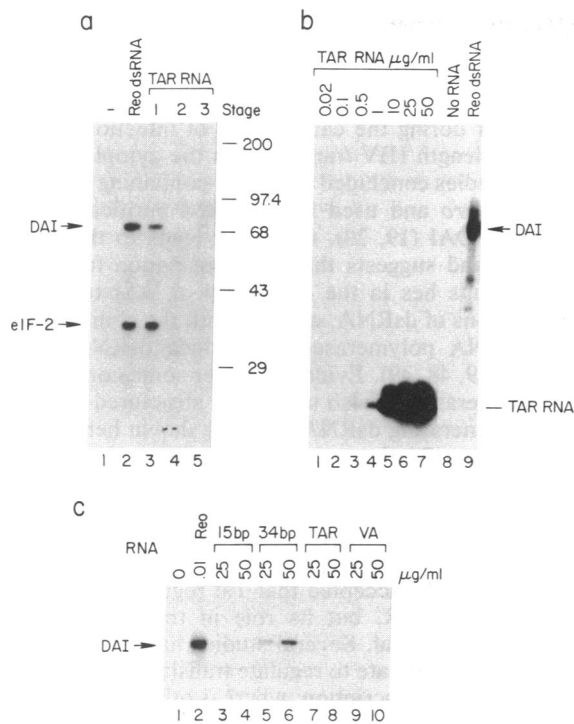 a
-
Reo dsRNA
TAR RNA
1 2 3 Stage
200
97.4
DAI
68
43
eIF-2
29
1 2 3 4 5
b
TAR RNA μg/ml
0.02 0.1 0.5 1 10 25 50 No RNA Reo dsRNA
DAI
TAR RNA
1 2 3 4 5 6 7 8 9
c
Reo 15bp 34bp TAR VA
RNA
0 .01 25 50 25 50 25 50 25 50 μg/ml
DAI
1 2 3 4 5 6 7 8 9 10